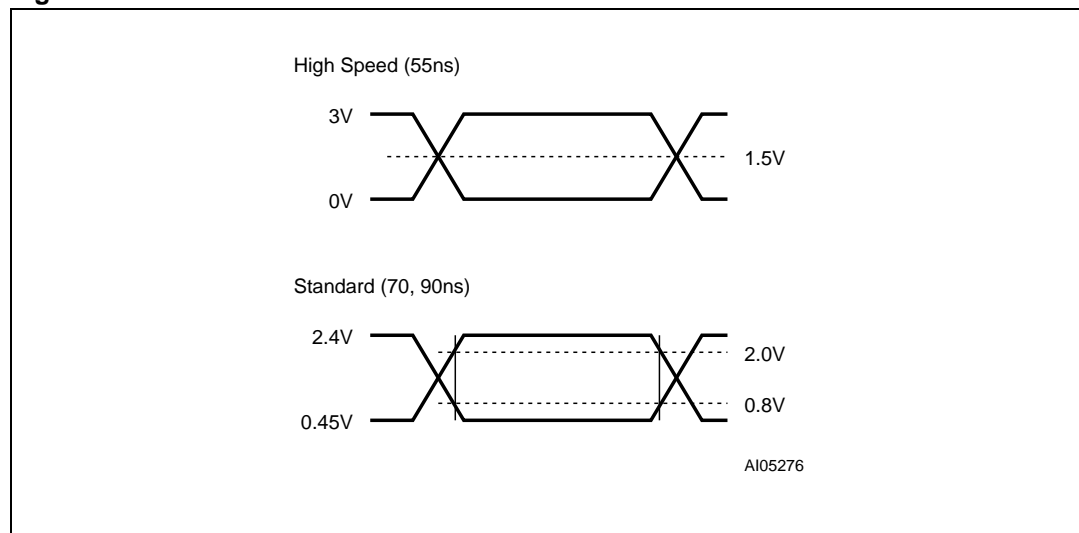 High Speed (55ns)
3V
1.5V
0V
Standard (70, 90ns)
2.4V
2.0V
0.8V
0.45V
AI05276